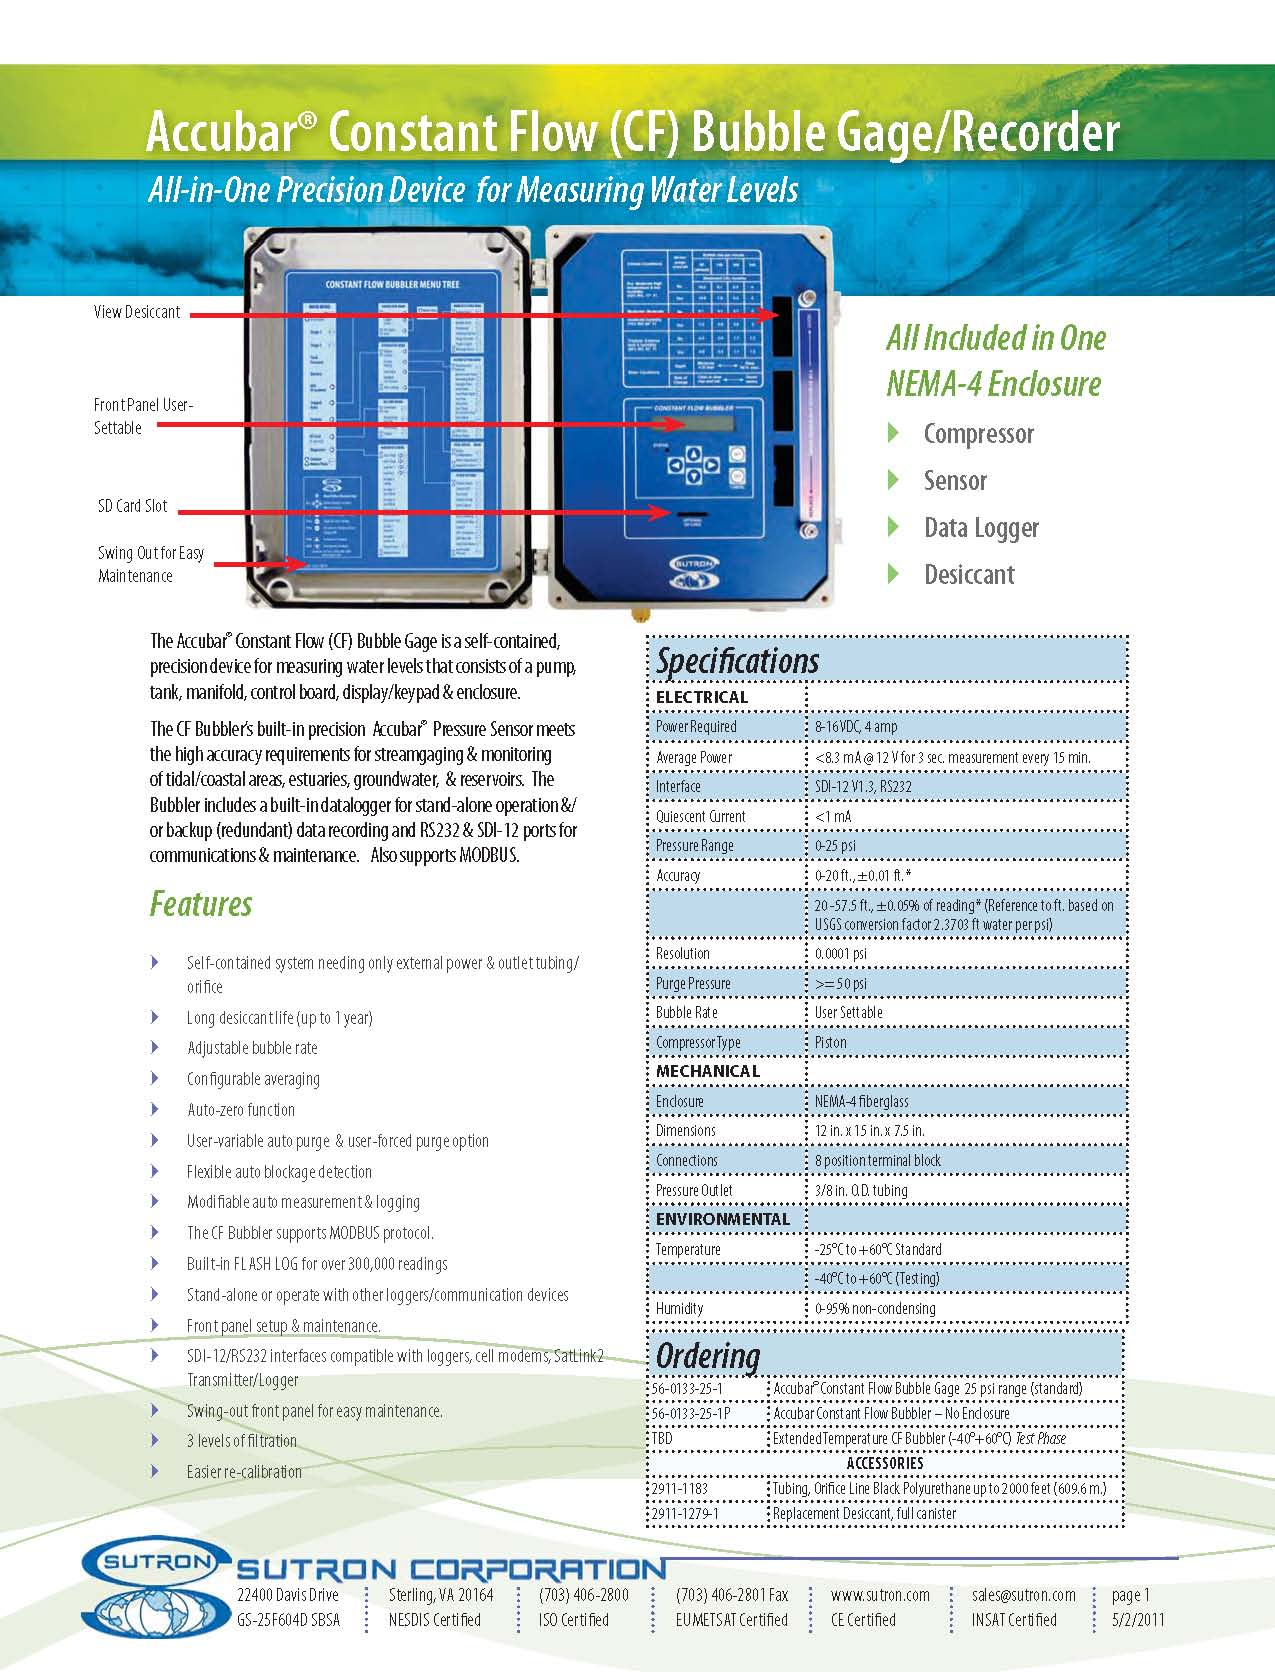 Accubar® Constant Flow (CF) Bubble Gage/Recorder
All-in-One Precision Device for Measuring Water Levels
CONSTANT FLOW BUBBLER MENU TREE
CONSTANT FLOW BUBBLER
SUTRON
View Desiccant
Front Panel User-
Settable
SD Card Slot
Swing Out for Easy
Maintenance
All Included in One
NEMA-4 Enclosure
Compressor
Sensor
Data Logger
Desiccant
The Accubar® Constant Flow (CF) Bubble Gage is a self-contained,
precision device for measuring water levels that consists of a pump,
tank, manifold, control board, display/keypad & enclosure.
The CF Bubbler's built-in precision Accubar® Pressure Sensor meets
the high accuracy requirements for streamgaging & monitoring
of tidal/coastal areas, estuaries, groundwater, & reservoirs. The
Bubbler includes a built-in datalogger for stand-alone operation &/
or backup (redundant) data recording and RS232 & SDI-12 ports for
communications & maintenance. Also supports MODBUS.
Features
Self-contained system needing only external power & outlet tubing/
orifice
Long desiccant life (up to 1 year)
Adjustable bubble rate
Configurable averaging
Auto-zero function
User-variable auto purge & user-forced purge option
Flexible auto blockage detection
Modifiable auto measurement & logging
The CF Bubbler supports MODBUS protocol.
Built-in FLASH LOG for over 300,000 readings
Stand-alone or operate with other loggers/communication devices
Front panel setup & maintenance.
SDI-12/RS232 interfaces compatible with loggers, cell modems, SatLink2
Transmitter/Logger
Swing-out front panel for easy maintenance.
3 levels of filtration
Easier re-calibration
Specifications
ELECTRICAL
Power Required 8-16 VDC, 4 amp
Average Power <8.3 mA @ 12 V for 3 sec. measurement every 15 min.
Interface SDI-12 V1.3, RS232
Quiescent Current <1 mA
Pressure Range 0-25 psi
Accuracy 0-20 ft., ±0.01 ft. *
20 -57.5 ft., ±0.05% of reading* (Reference to ft. based on
USGS conversion factor 2.3703 ft water per psi)
Resolution 0.0001 psi
Purge Pressure >= 50 psi
Bubble Rate User Settable
Compressor Type Piston
MECHANICAL
Enclosure NEMA-4 fiberglass
Dimensions 12 in. x 15 in. x 7.5 in.
Connections 8 position terminal block
Pressure Outlet 3/8 in. O.D. tubing
ENVIRONMENTAL
Temperature -25°C to +60°C Standard
-40°C to +60°C (Testing)
Humidity 0-95% non-condensing
Ordering
56-0133-25-1 Accubar® Constant Flow Bubble Gage 25 psi range (standard)
56-0133-25-1P Accubar Constant Flow Bubbler – No Enclosure
TBD Extended Temperature CF Bubbler (-40°+60°C) Test Phase
ACCESSORIES
2911-1183 Tubing, Orifice Line Black Polyurethane up to 2000 feet (609.6 m.)
2911-1279-1 Replacement Desiccant, full canister
SUTRON SUTRON CORPORATION
22400 Davis Drive Sterling, VA 20164 (703) 406-2800 (703) 406-2801 Fax www.sutron.com sales@sutron.com page 1
GS-25F604D SBSA NESDIS Certified ISO Certified EUMETSAT Certified CE Certified INSAT Certified 5/2/2011